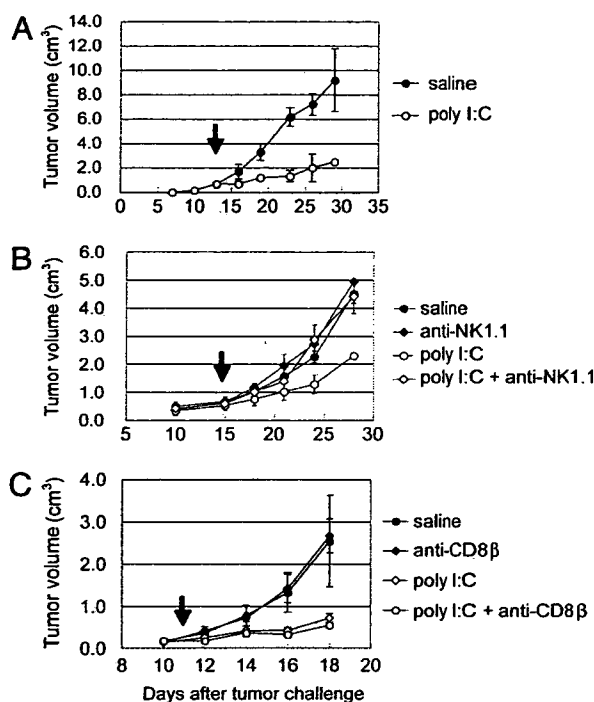 A
Tumor volume (cm³)
14.0
12.0
10.0
8.0
6.0
4.0
2.0
0.0
0 5 10 15 20 25 30 35
saline
poly I:C
B
Tumor volume (cm³)
6.0
5.0
4.0
3.0
2.0
1.0
0.0
5 10 15 20 25 30
saline
anti-NK1.1
poly I:C
poly I:C + anti-NK1.1
C
Tumor volume (cm³)
4.0
3.0
2.0
1.0
0.0
8 10 12 14 16 18 20
saline
anti-CD8β
poly I:C
poly I:C + anti-CD8β
Days after tumor challenge